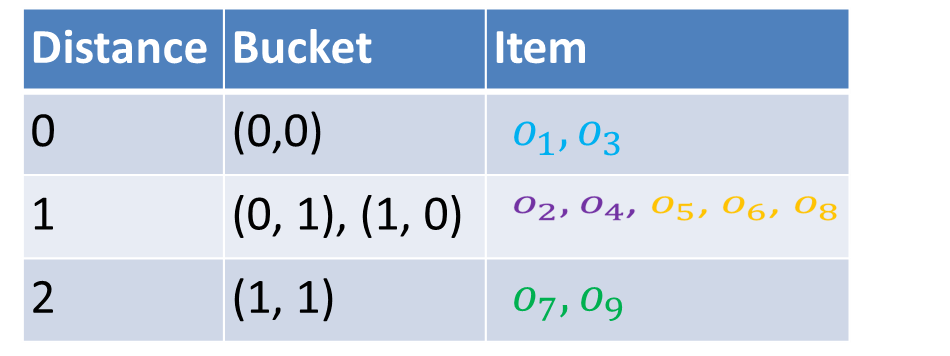 Distance Bucket Item
0 (0,0) o₁, o₃
1 (0, 1), (1, 0) o₂, o₄, o₅, o₆, o₈
2 (1, 1) o₇, o₉